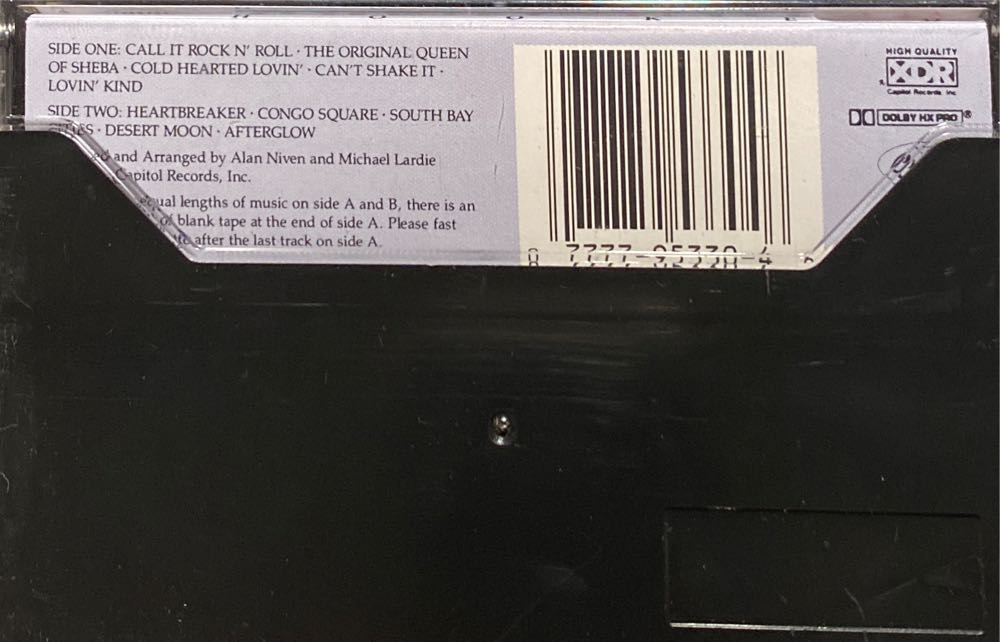 SIDE ONE: CALL IT ROCK N' ROLL · THE ORIGINAL QUEEN
OF SHEBA · COLD HEARTED LOVIN' · CAN'T SHAKE IT ·
LOVIN' KIND
SIDE TWO: HEARTBREAKER · CONGO SQUARE · SOUTH BAY
CITIES · DESERT MOON · AFTERGLOW
and Arranged by Alan Niven and Michael Lardie
Capitol Records, Inc.
equal lengths of music on side A and B, there is an
of blank tape at the end of side A. Please fast
after the last track on side A.
HIGH QUALITY
XDR
Capitol Records, Inc.
DOLBY HX PRO ®